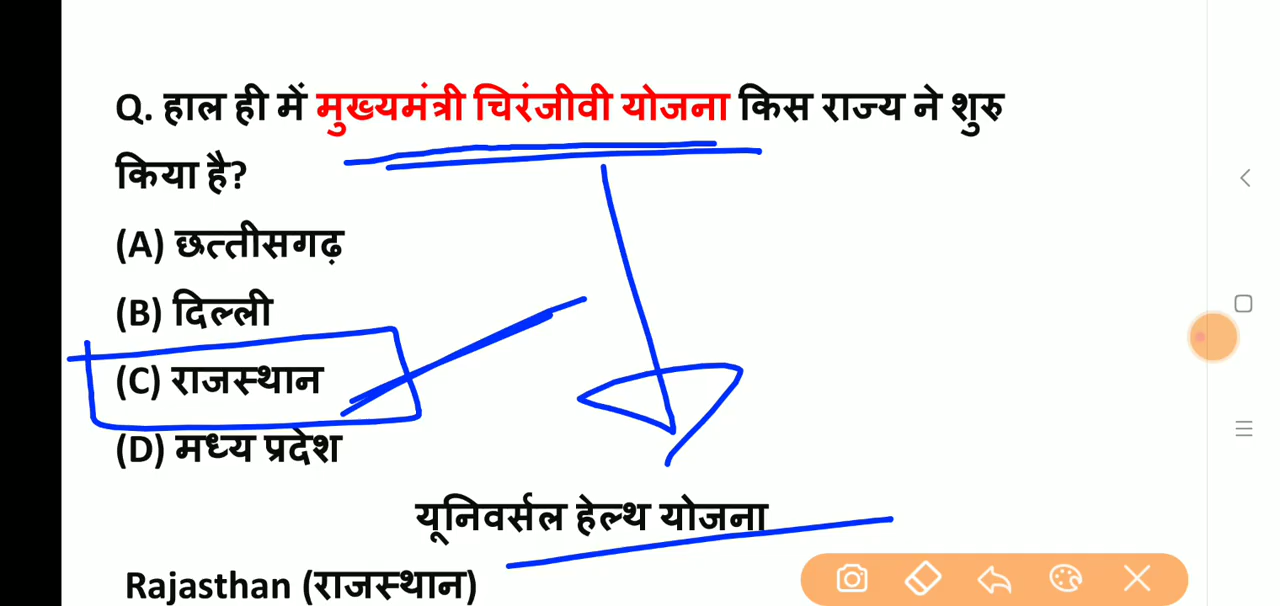 Q. हाल ही में मुख्यमंत्री चिरंजीवी योजना किस राज्य ने शुरु
किया है?
(A) छत्तीसगढ़
(B) दिल्ली
(C) राजस्थान
(D) मध्य प्रदेश
यूनिवर्सल हेल्थ योजना
Rajasthan (राजस्थान)